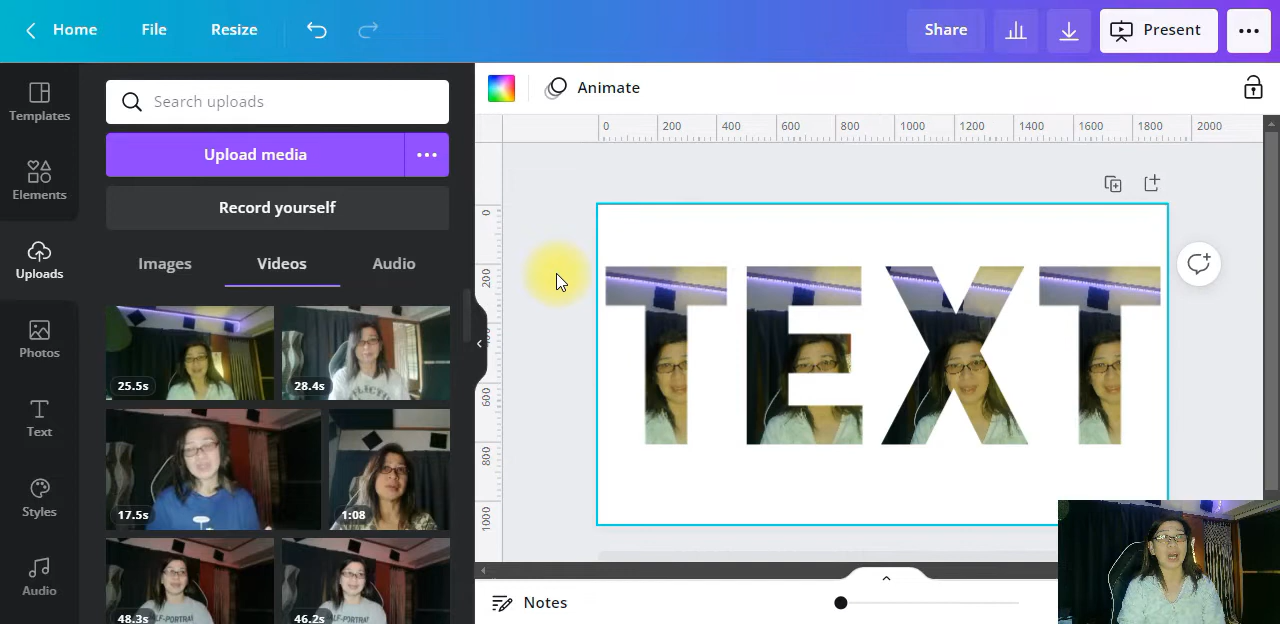 Home File Resize Share Present
Templates
Elements
Uploads
Photos
Text
Styles
Audio
Search uploads
Upload media
Record yourself
Images Videos Audio
25.5s 28.4s
17.5s 1:08
48.3s 46.2s
Animate
0 200 400 600 800 1000 1200 1400 1600 1800 2000
0
200
600
800
1000
TEXT
Notes